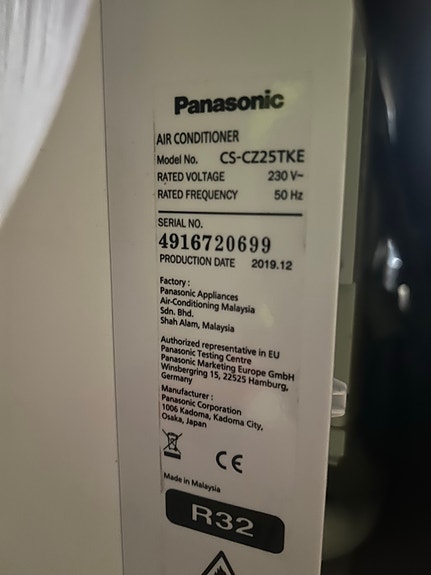 Panasonic
AIR CONDITIONER
Model No. CS-CZ25TKE
RATED VOLTAGE 230 V~
RATED FREQUENCY 50 Hz
SERIAL NO.
4916720699
PRODUCTION DATE 2019.12
Factory :
Panasonic Appliances
Air-Conditioning Malaysia
Sdn. Bhd.
Shah Alam, Malaysia
Authorized representative in EU
Panasonic Testing Centre
Panasonic Marketing Europe GmbH
Winsbergring 15, 22525 Hamburg,
Germany
Manufacturer :
Panasonic Corporation
1006 Kadoma, Kadoma City,
Osaka, Japan
CE
Made in Malaysia
R32